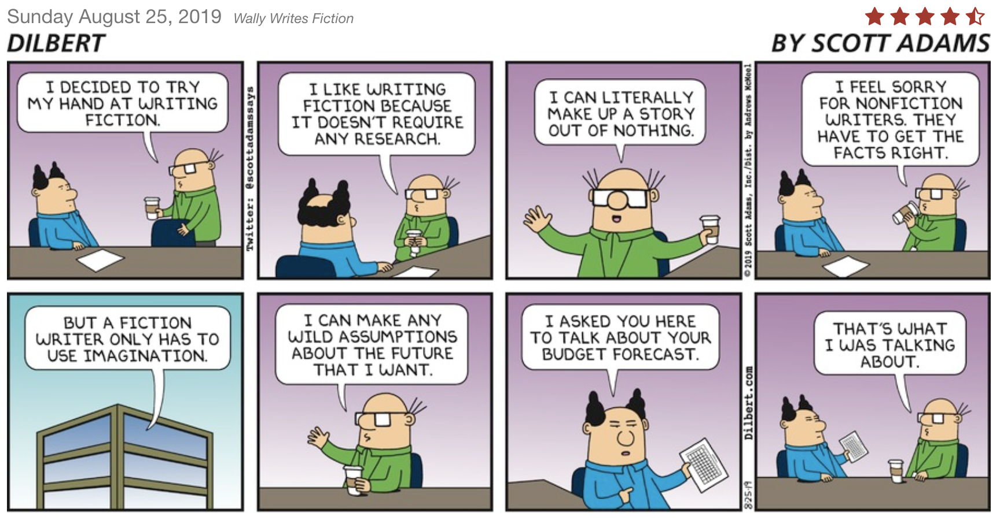 Sunday August 25, 2019 Wally Writes Fiction
DILBERT
BY SCOTT ADAMS
I DECIDED TO TRY
MY HAND AT WRITING
FICTION.
Twitter: @scottadamssays
I LIKE WRITING
FICTION BECAUSE
IT DOESN'T REQUIRE
ANY RESEARCH.
I CAN LITERALLY
MAKE UP A STORY
OUT OF NOTHING.
©2019 Scott Adams, Inc./Dist. by Andrews McMeel
I FEEL SORRY
FOR NONFICTION
WRITERS. THEY
HAVE TO GET THE
FACTS RIGHT.
BUT A FICTION
WRITER ONLY HAS TO
USE IMAGINATION.
I CAN MAKE ANY
WILD ASSUMPTIONS
ABOUT THE FUTURE
THAT I WANT.
I ASKED YOU HERE
TO TALK ABOUT YOUR
BUDGET FORECAST.
8-25-19 Dilbert.com
THAT'S WHAT
I WAS TALKING
ABOUT.